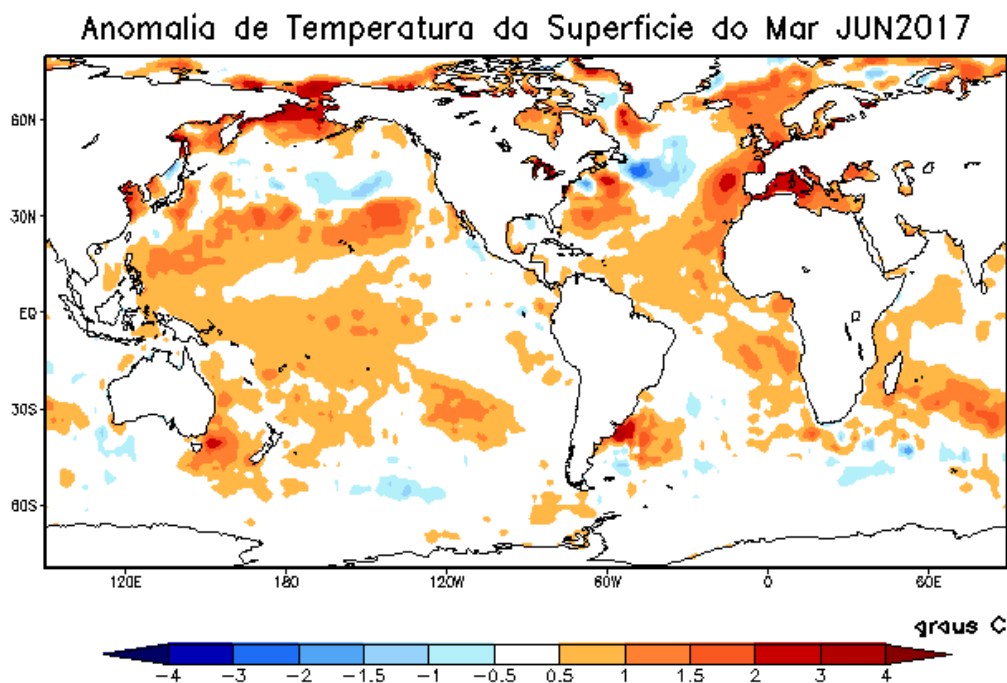 Anomalia de Temperatura da Superficie do Mar JUN2017
60N
30N
EQ
30S
60S
120E 180 120W 60W 0 60E
graus C
-4 -3 -2 -1.5 -1 -0.5 0.5 1 1.5 2 3 4